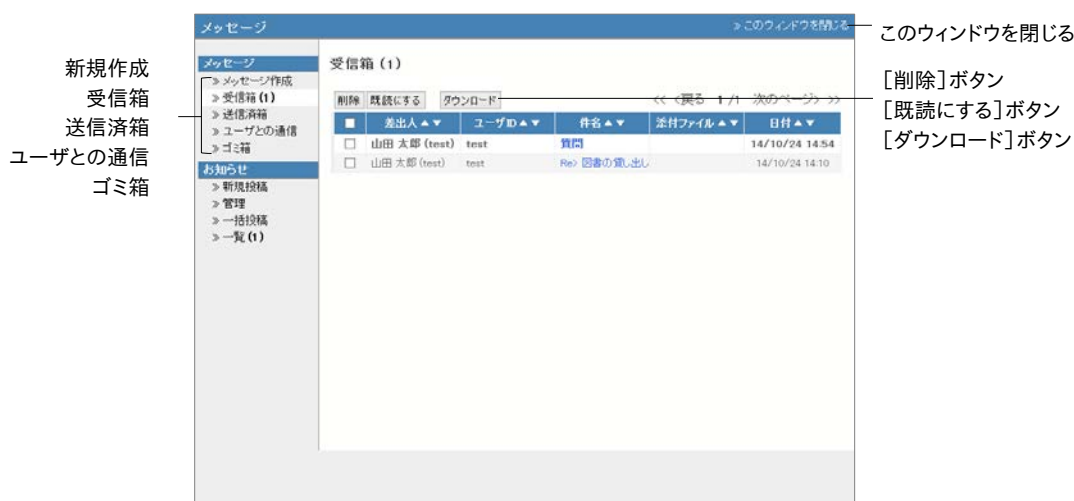 メッセージ
» このウィンドウを閉じる
このウィンドウを閉じる
新規作成
受信箱
送信済箱
ユーザとの通信
ゴミ箱
メッセージ
» メッセージ作成
» 受信箱 (1)
» 送信済箱
» ユーザとの通信
» ゴミ箱
お知らせ
» 新規投稿
» 管理
» 一括投稿
» 一覧 (1)
受信箱 (1)
削除 既読にする ダウンロード << <戻る 1 /1 次のページ> >>
差出人▲▼ ユーザID▲▼ 件名▲▼ 添付ファイル▲▼ 日付▲▼
山田 太郎 (test) test 質問 14/10/24 14:54
山田 太郎 (test) test Re> 図書の貸し出し 14/10/24 14:10
［削除］ボタン
［既読にする］ボタン
［ダウンロード］ボタン